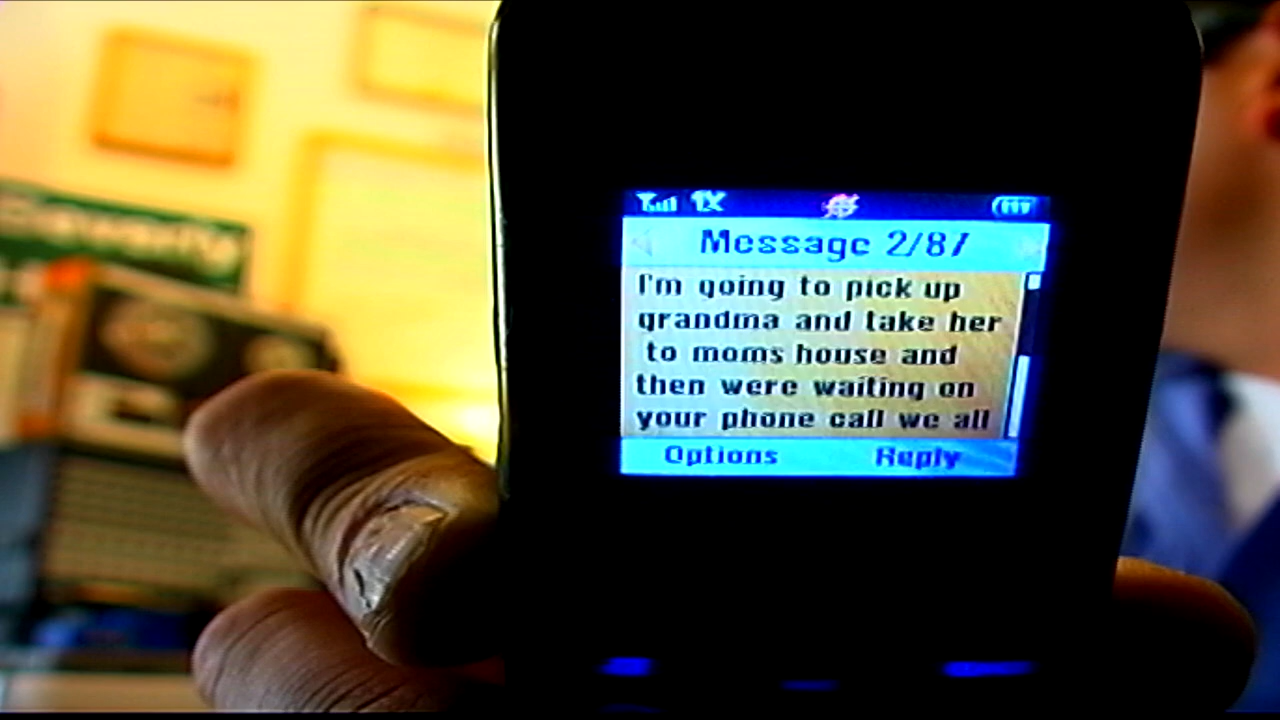 1X
Message 2/87
I'm going to pick up
grandma and take her
to moms house and
then were waiting on
your phone call we all
Options Reply